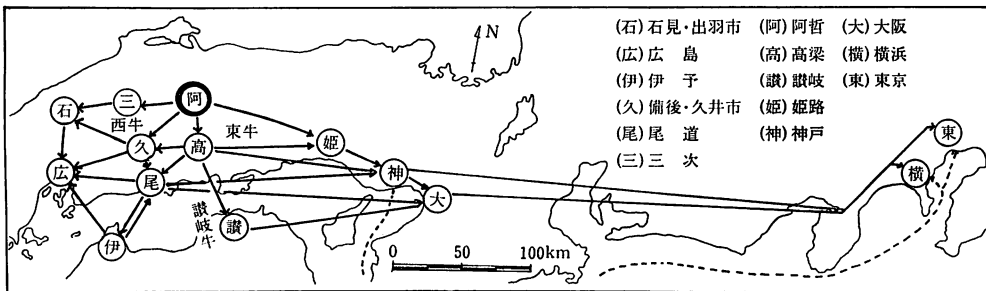 (石)石見・出羽市 (阿)阿哲 (大)大阪
(広)広島 (高)高梁 (横)横浜
(伊)伊予 (讃)讃岐 (東)東京
(久)備後・久井市 (姫)姫路
(尾)尾道 (神)神戸
(三)三次
N
石
三
阿
西牛
東牛
久
高
姫
東
広
尾
神
横
大
讃岐牛
讃
伊
0 50 100km